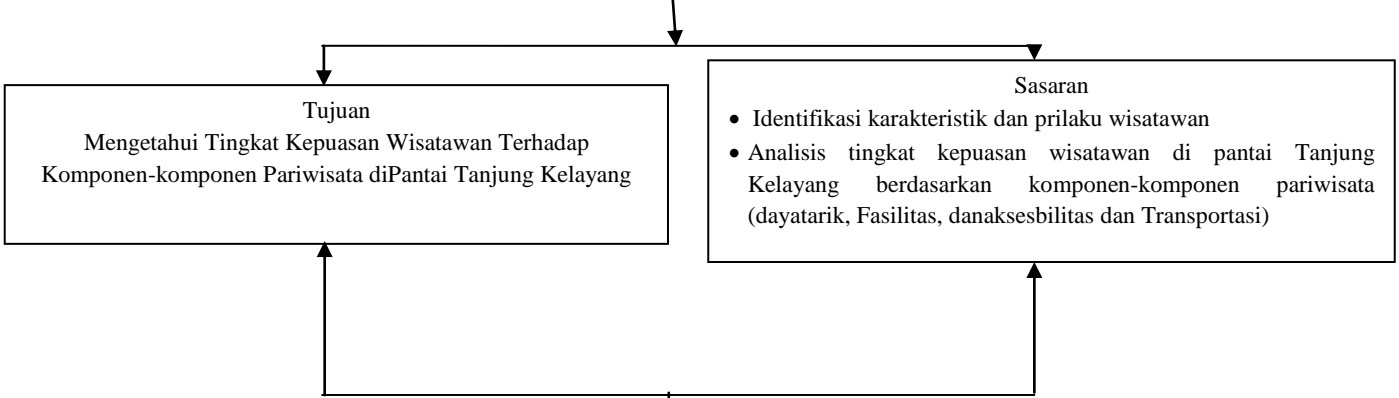 Tujuan
Mengetahui Tingkat Kepuasan Wisatawan Terhadap
Komponen-komponen Pariwisata diPantai Tanjung Kelayang
Sasaran
• Identifikasi karakteristik dan prilaku wisatawan
• Analisis tingkat kepuasan wisatawan di pantai Tanjung
Kelayang berdasarkan komponen-komponen pariwisata
(dayatarik, Fasilitas, danaksesbilitas dan Transportasi)